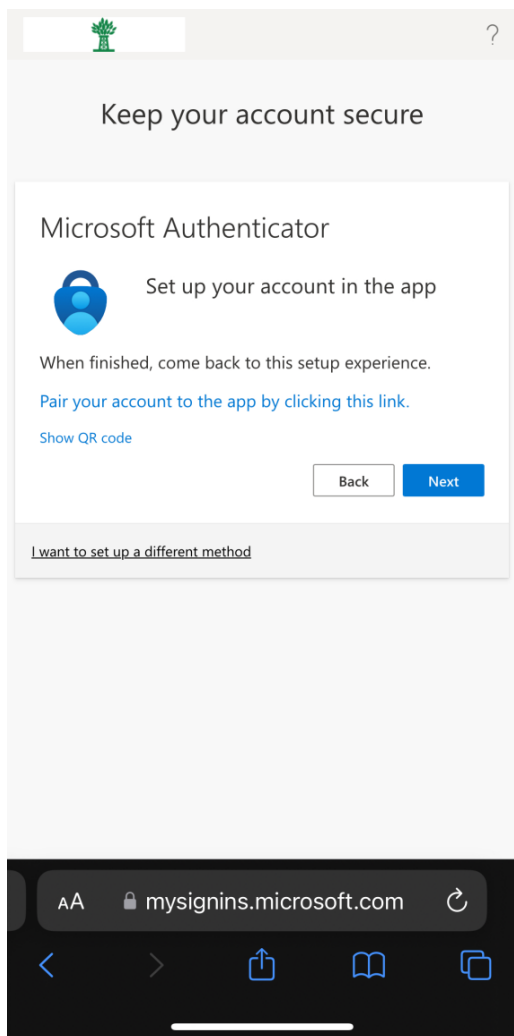 ?
Keep your account secure
Microsoft Authenticator
Set up your account in the app
When finished, come back to this setup experience.
Pair your account to the app by clicking this link.
Show QR code
Back
Next
I want to set up a different method
AA
mysignins.microsoft.com